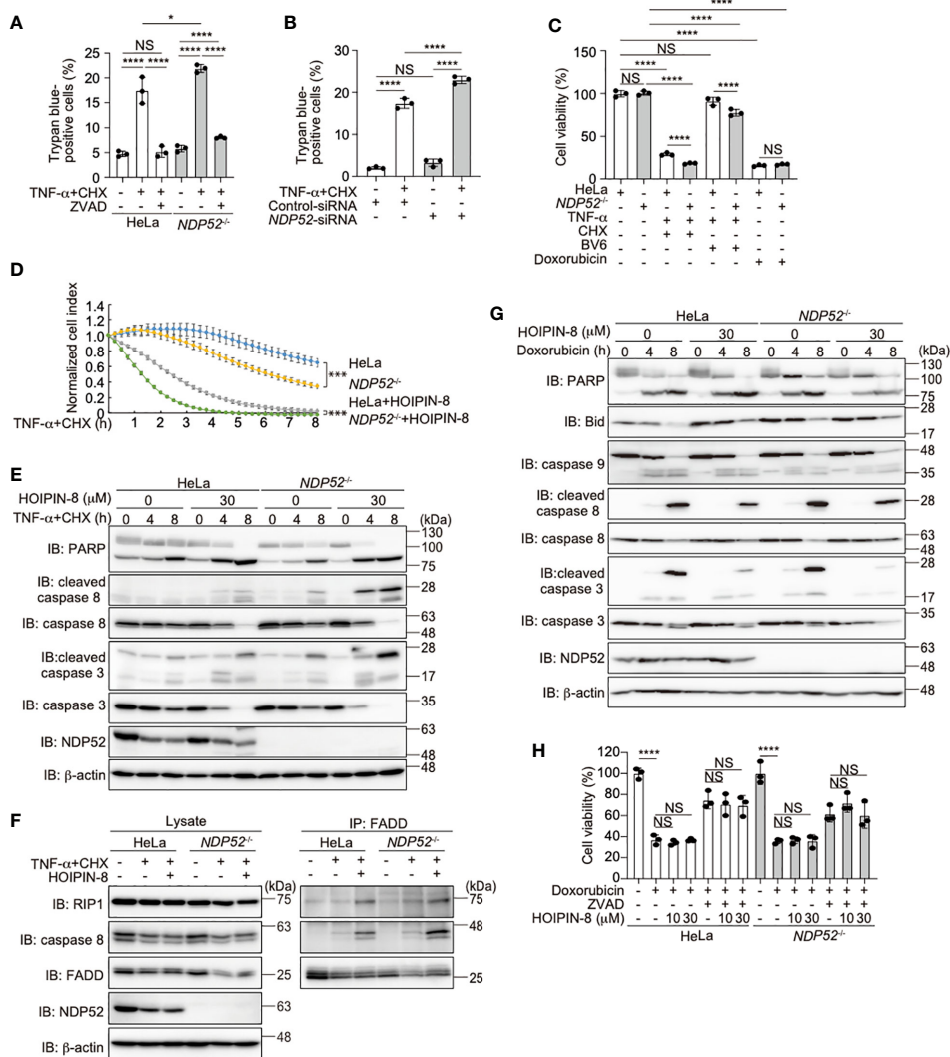 A
*
NS
****
**** ****
**** ****
Trypan blue-
positive cells (%)
25
20
15
10
5
0
TNF-α+CHX - + + - + +
ZVAD - - + - - +
HeLa NDP52-/-
B
****
NS
**** ****
Trypan blue-
positive cells (%)
30
20
10
0
TNF-α+CHX - + - +
Control-siRNA + + - -
NDP52-siRNA - - + +
C
****
****
****
NS
****
NS ****
****
****
NS
Cell viability (%)
150
100
50
0
HeLa + - + - + - + -
NDP52-/- - + - + - + - +
TNF-α - - + + + + - -
CHX - - + + - - - -
BV6 - - - - + + - -
Doxorubicin - - - - - - + +
D
Normalized cell index
1.4
1.2
1.0
0.8
0.6
0.4
0.2
0
TNF-α+CHX (h) 1 2 3 4 5 6 7 8
HeLa
***
NDP52-/-
HeLa+HOIPIN-8
***
NDP52-/-+HOIPIN-8
E
HeLa NDP52-/-
HOIPIN-8 (μM) 0 30 0 30
TNF-α+CHX (h) 0 4 8 0 4 8 0 4 8 0 4 8 (kDa)
IB: PARP
130
100
75
IB: cleaved
caspase 8
28
17
IB: caspase 8
63
48
IB:cleaved
caspase 3
28
17
IB: caspase 3
35
IB: NDP52
63
48
IB: β-actin
48
F
Lysate IP: FADD
HeLa NDP52-/- HeLa NDP52-/-
TNF-α+CHX - + + - + + - + + - + +
HOIPIN-8 - - + - - + - - + - - +
(kDa) (kDa)
IB: RIP1 75 75
IB: caspase 8 63 48
48
IB: FADD 25 25
IB: NDP52 63
IB: β-actin 48
G
HeLa NDP52-/-
HOIPIN-8 (μM) 0 30 0 30
Doxorubicin (h) 0 4 8 0 4 8 0 4 8 0 4 8 (kDa)
IB: PARP
130
100
75
IB: Bid
28
17
IB: caspase 9
48
35
IB: cleaved
caspase 8
28
IB: caspase 8
63
48
IB:cleaved
caspase 3
28
17
IB: caspase 3
35
IB: NDP52
63
48
IB: β-actin
48
H
****
NS
NS
NS
NS
****
NS
NS
NS
NS
Cell viability (%)
120
100
80
60
40
20
0
Doxorubicin - + + + + + + - + + + + + +
ZVAD - - - - + + + - - - - + + +
HOIPIN-8 (μM) - - 10 30 - 10 30 - - 10 30 - 10 30
HeLa NDP52-/-